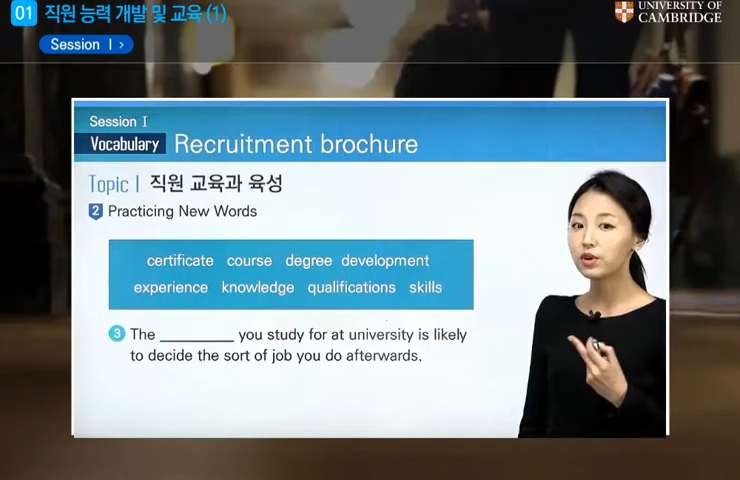 01 직원 능력 개발 및 교육 (1)
UNIVERSITY OF
CAMBRIDGE
Session Ⅰ >
Session Ⅰ
Vocabulary Recruitment brochure
Topic Ⅰ 직원 교육과 육성
2 Practicing New Words
certificate course degree development
experience knowledge qualifications skills
3 The ________ you study for at university is likely
to decide the sort of job you do afterwards.